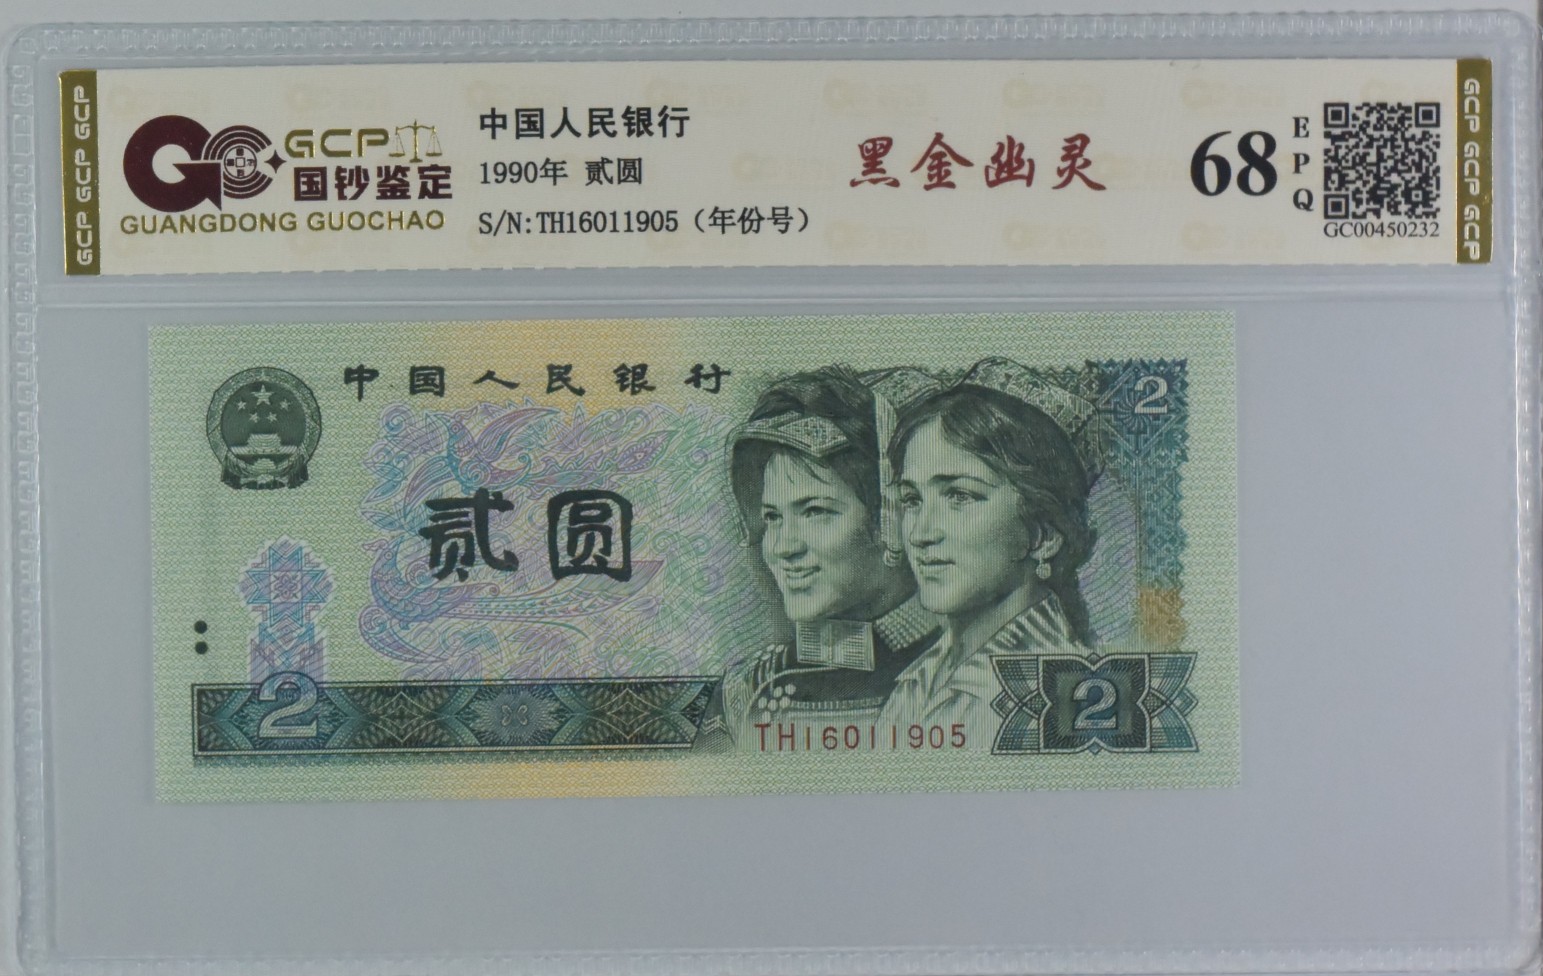 GCP GCP GCP
GCP
国钞鉴定
GUANGDONG GUOCHAO
中国人民银行
1990年 贰圆
S/N:TH16011905（年份号）
黑金幽灵
68
EPQ
GC00450232
GCP GCP GCP
中国人民银行
2
贰圆
2
TH16011905
2